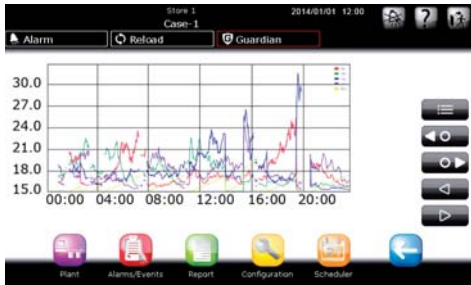 Store 1
2014/01/01 12:00
Case-1
?
Alarm
Reload
Guardian
30.0
27.0
24.0
21.0
18.0
15.0
00:00 04:00 08:00 12:00 16:00 20:00
Plant
Alarms/Events
Report
Configuration
Scheduler